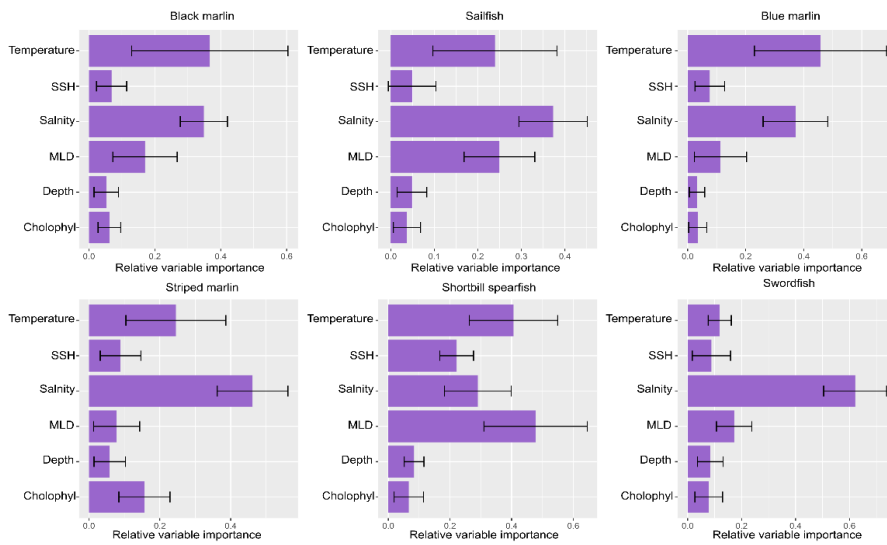 Black marlin
Temperature
SSH
Salnity
MLD
Depth
Cholophyl
0.0 0.2 0.4 0.6
Relative variable importance
Sailfish
Temperature
SSH
Salnity
MLD
Depth
Cholophyl
0.0 0.1 0.2 0.3 0.4
Relative variable importance
Blue marlin
Temperature
SSH
Salnity
MLD
Depth
Cholophyl
0.0 0.2 0.4 0.6
Relative variable importance
Striped marlin
Temperature
SSH
Salnity
MLD
Depth
Cholophyl
0.0 0.2 0.4
Relative variable importance
Shortbill spearfish
Temperature
SSH
Salnity
MLD
Depth
Cholophyl
0.0 0.2 0.4 0.6
Relative variable importance
Swordfish
Temperature
SSH
Salnity
MLD
Depth
Cholophyl
0.0 0.2 0.4 0.6
Relative variable importance